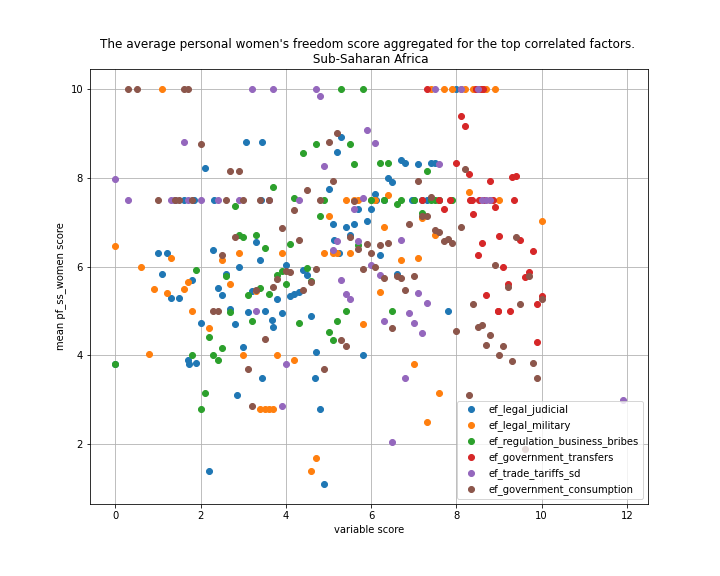 The average personal women's freedom score aggregated for the top correlated factors.
Sub-Saharan Africa
mean pf_ss_women score
10
8
6
4
2
0
2
4
6
8
10
12
variable score
ef_legal_judicial
ef_legal_military
ef_regulation_business_bribes
ef_government_transfers
ef_trade_tariffs_sd
ef_government_consumption